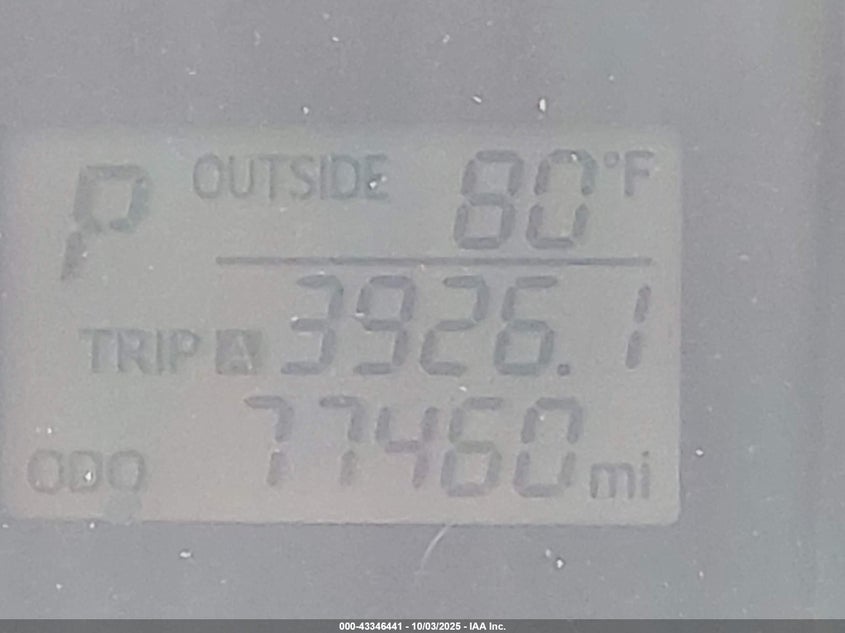 P OUTSIDE 80°F
TRIP A 3926.1
ODO 77460 mi
000-43346441 - 10/03/2025 - IAA Inc.